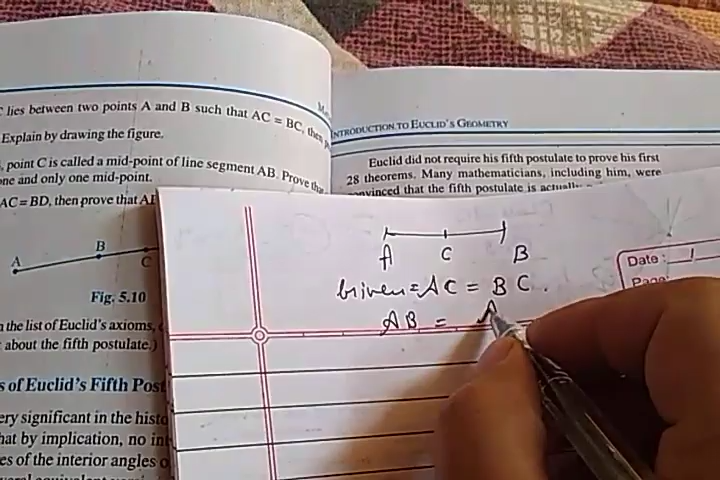 C lies between two points A and B such that AC = BC, then
Explain by drawing the figure.
, point C is called a mid-point of line segment AB. Prove
one and only one mid-point.
AC = BD, then prove that
A
B
C
Fig. 5.10
the list of Euclid's axioms,
about the fifth postulate.)
s of Euclid's Fifth
ery significant in the
hat by implication, no
es of the interior angles
INTRODUCTION TO EUCLID'S GEOMETRY
Euclid did not require his fifth postulate to prove his first
28 theorems. Many mathematicians, including him, were
convinced that the fifth postulate is actually
A C B
Given = AC = BC.
AB = A
Date :
Page: